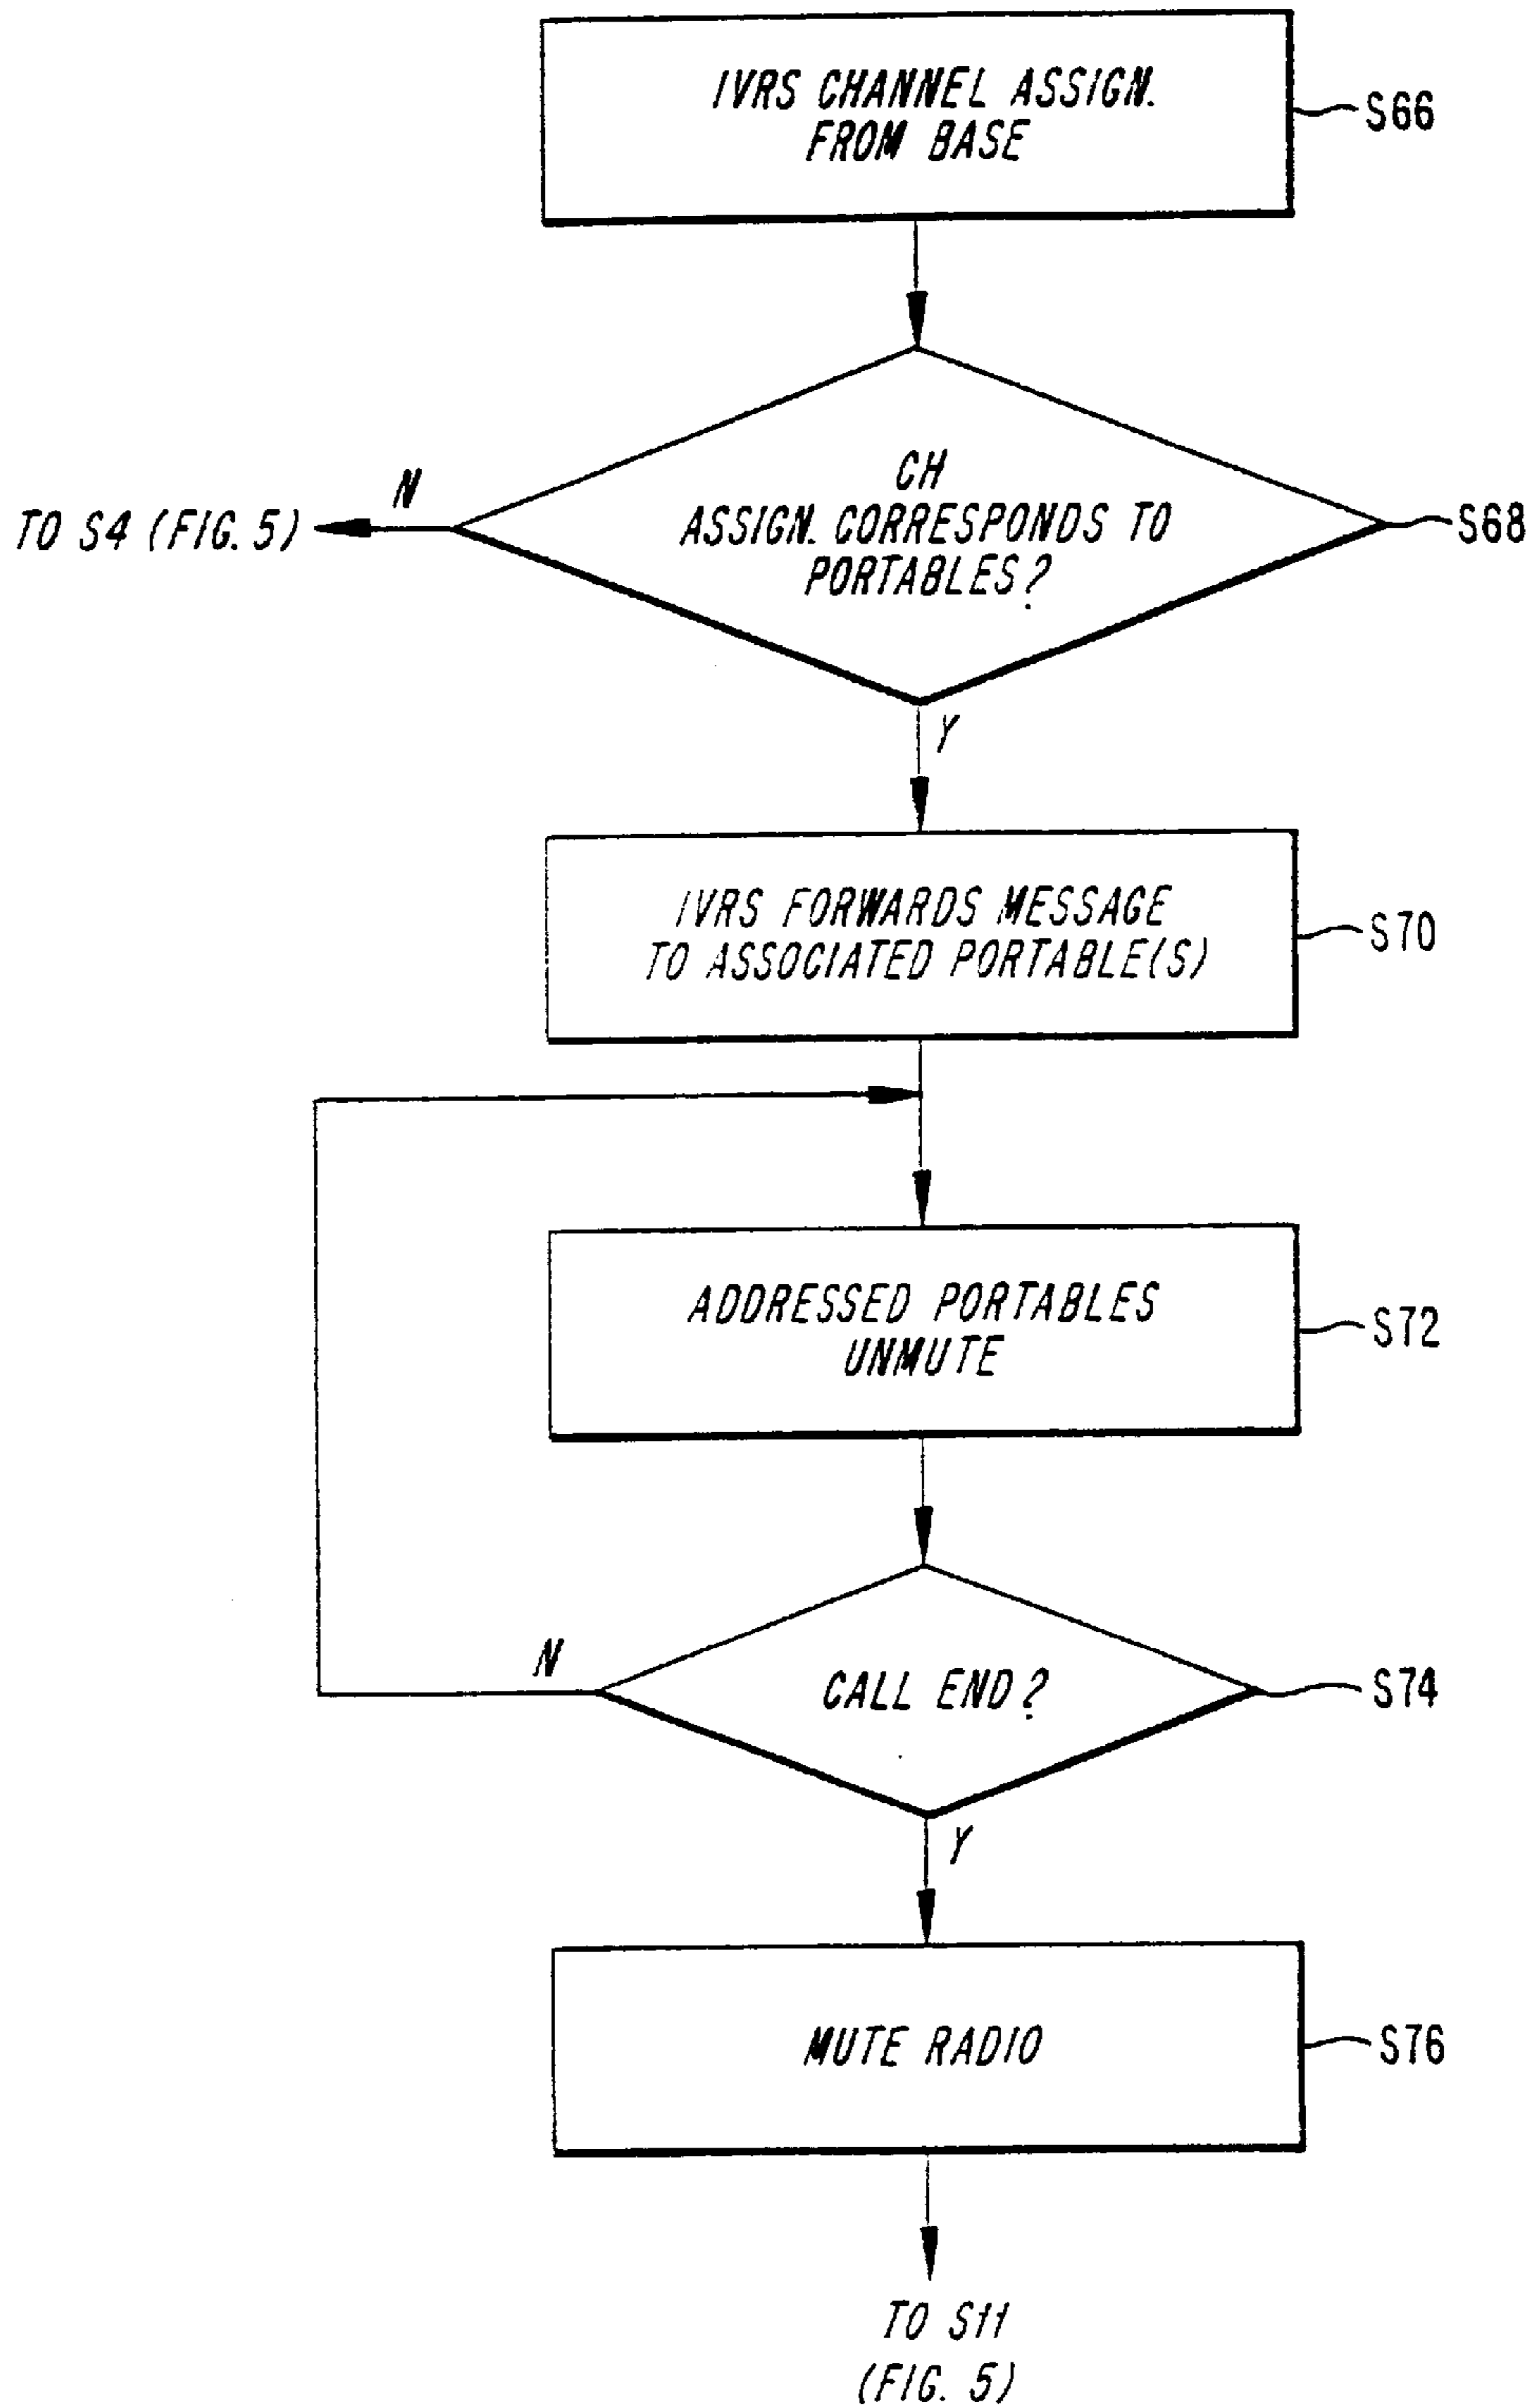 IVRS CHANNEL ASSIGN.
FROM BASE
S66
CH
ASSIGN. CORRESPONDS TO
PORTABLES?
S68
N
TO S4 (FIG. 5)
Y
IVRS FORWARDS MESSAGE
TO ASSOCIATED PORTABLE(S)
S70
ADDRESSED PORTABLES
UNMUTE
S72
N
CALL END?
S74
Y
MUTE RADIO
S76
TO S11
(FIG. 5)